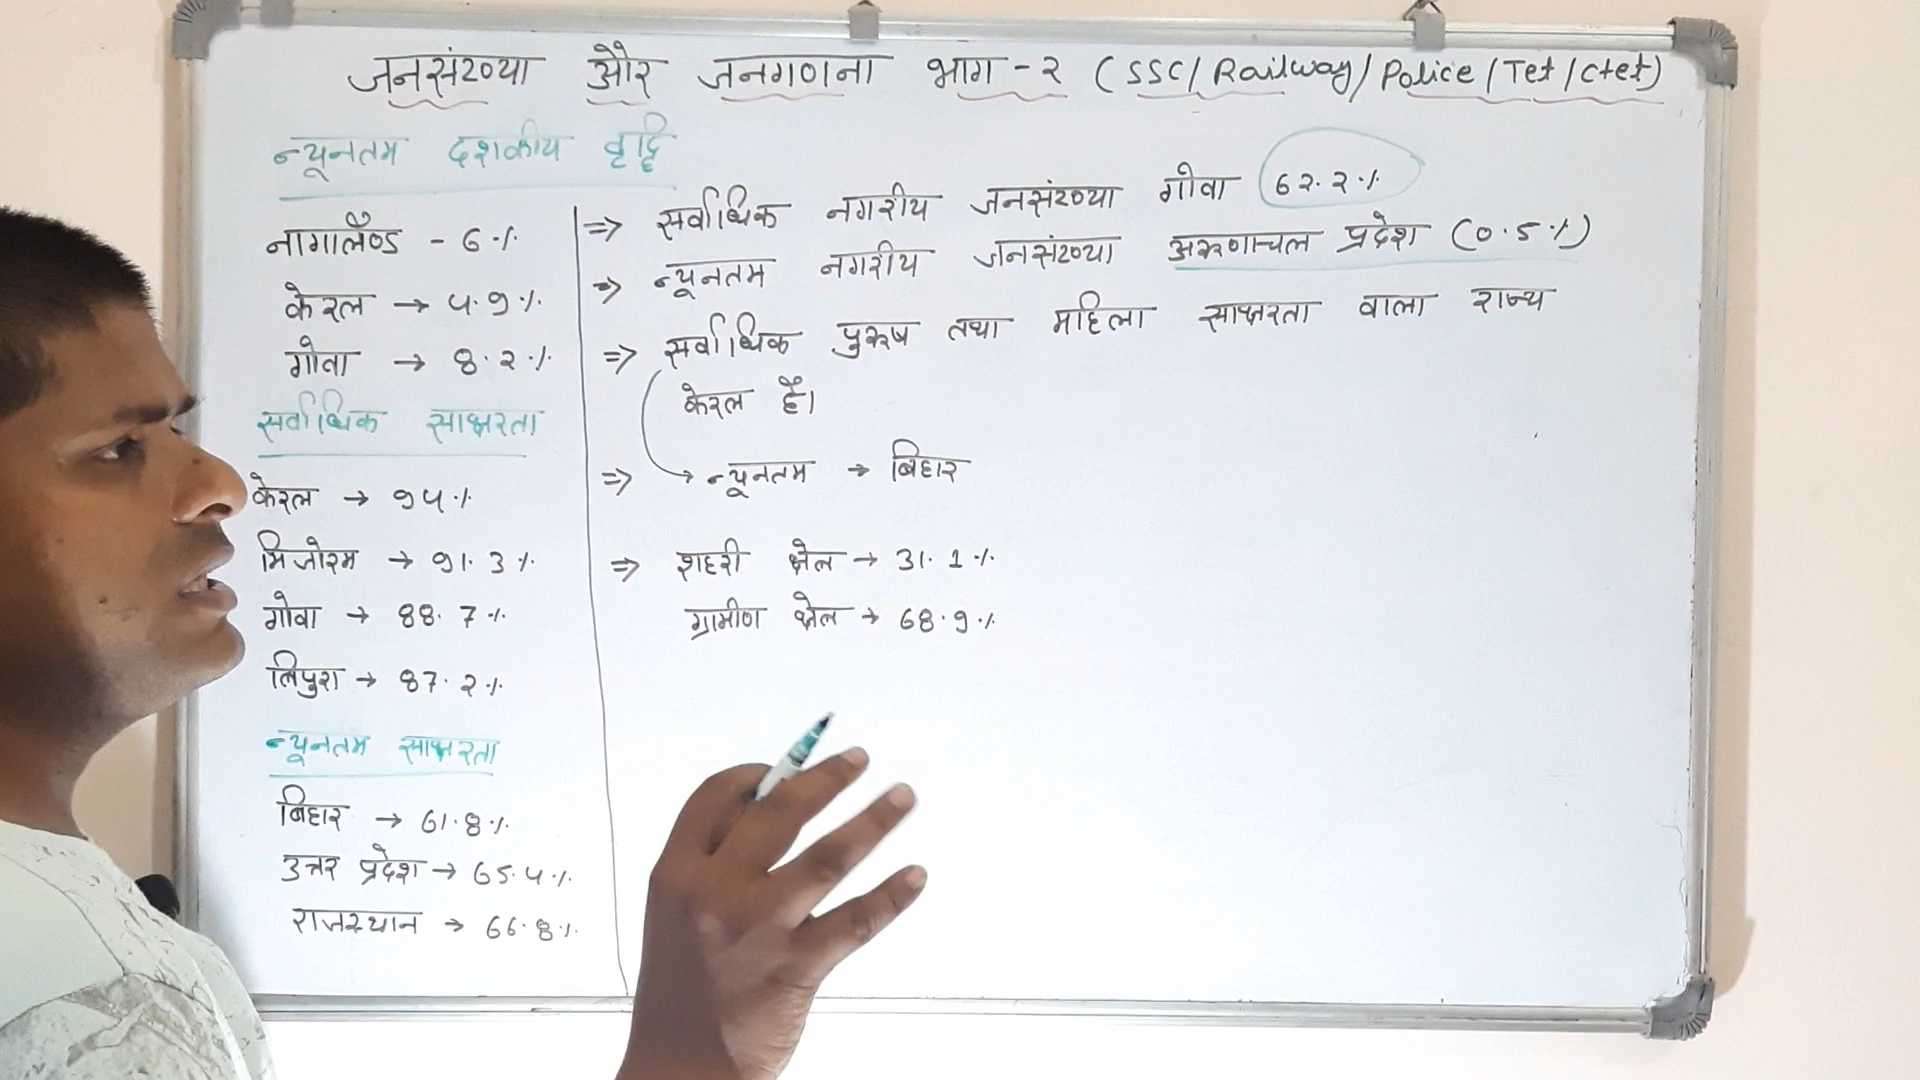 जनसंख्या और जनगणना भाग - २ (SSC/Railway/Police/Tet/Ctet)
न्यूनतम दशकीय वृद्धि
नागालैण्ड - 6%
केरल → 4.9%
गोवा → 8.2%
सर्वाधिक साक्षरता
केरल → 94%
मिजोरम → 91.3%
गोवा → 88.7%
त्रिपुरा → 87.2%
न्यूनतम साक्षरता
बिहार → 61.8%
उत्तर प्रदेश → 65.4%
राजस्थान → 66.8%
⇒ सर्वाधिक नगरीय जनसंख्या गोवा 62.2%
⇒ न्यूनतम नगरीय जनसंख्या अरूणाचल प्रदेश (0.5%)
⇒ सर्वाधिक पुरूष तथा महिला साक्षरता वाला राज्य
केरल है।
⇒ → न्यूनतम → बिहार
⇒ शहरी क्षेत्र → 31.1%
ग्रामीण क्षेत्र → 68.9%